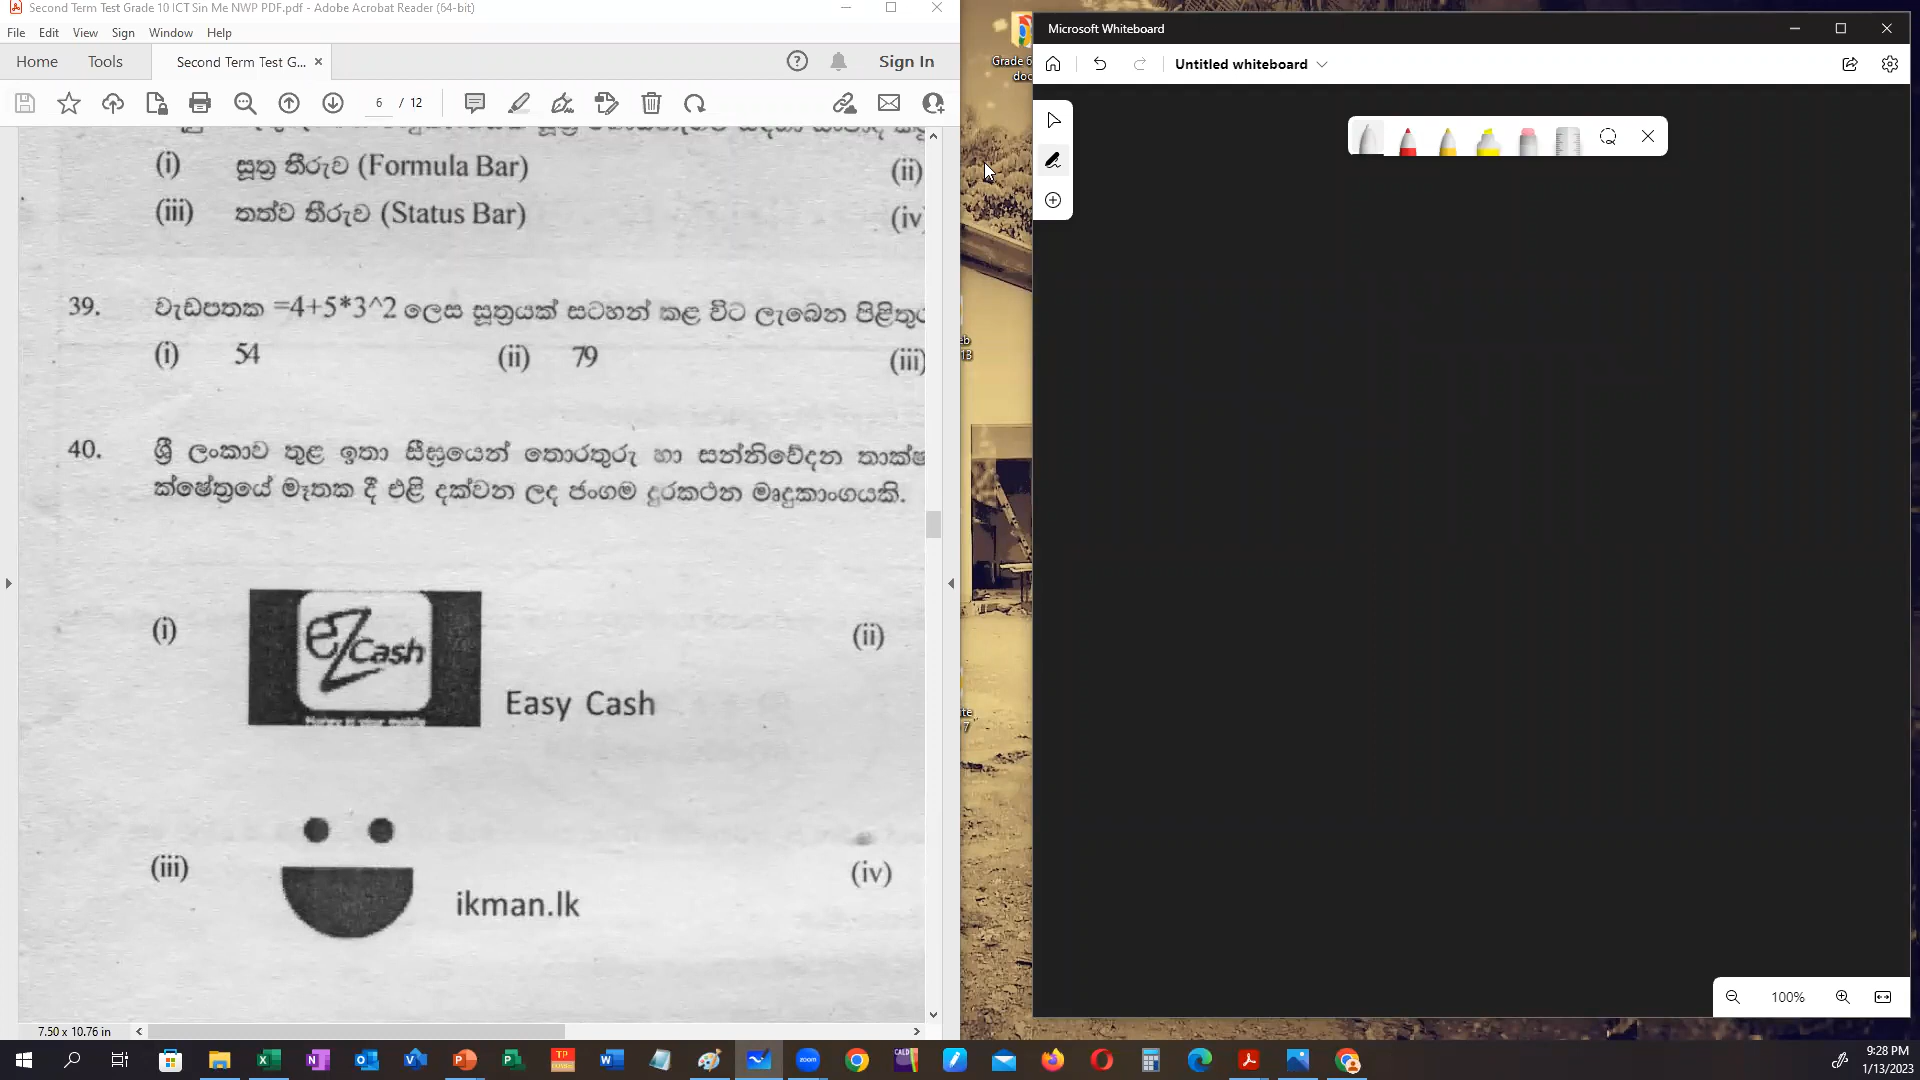 Second Term Test Grade 10 ICT Sin Me NWP PDF.pdf - Adobe Acrobat Reader (64-bit)
File Edit View Sign Window Help
Home Tools Second Term Test G... Sign In
6 / 12
(i) සූත්‍ර තීරුව (Formula Bar) (ii)
(iii) තත්ව තීරුව (Status Bar) (iv)
39. වැඩපතක =4+5*3^2 ලෙස සූත්‍රයක් සටහන් කළ විට ලැබෙන
(i) 54 (ii) 79 (iii)
40. ශ්‍රී ලංකාව තුළ ඉතා සීඝ්‍රයෙන් තොරතුරු හා සන්නිවේදන
ක්ෂේත්‍රයේ මෑතක දී එළි දක්වන ලද ජංගම දුරකථන මෘදුකාංගයකි.
(i) eZ Cash (ii)
Easy Cash
(iii) ikman.lk (iv)
7.50 x 10.76 in
Grade 6
doc
Microsoft Whiteboard
Untitled whiteboard
100%
9:28 PM
1/13/2023